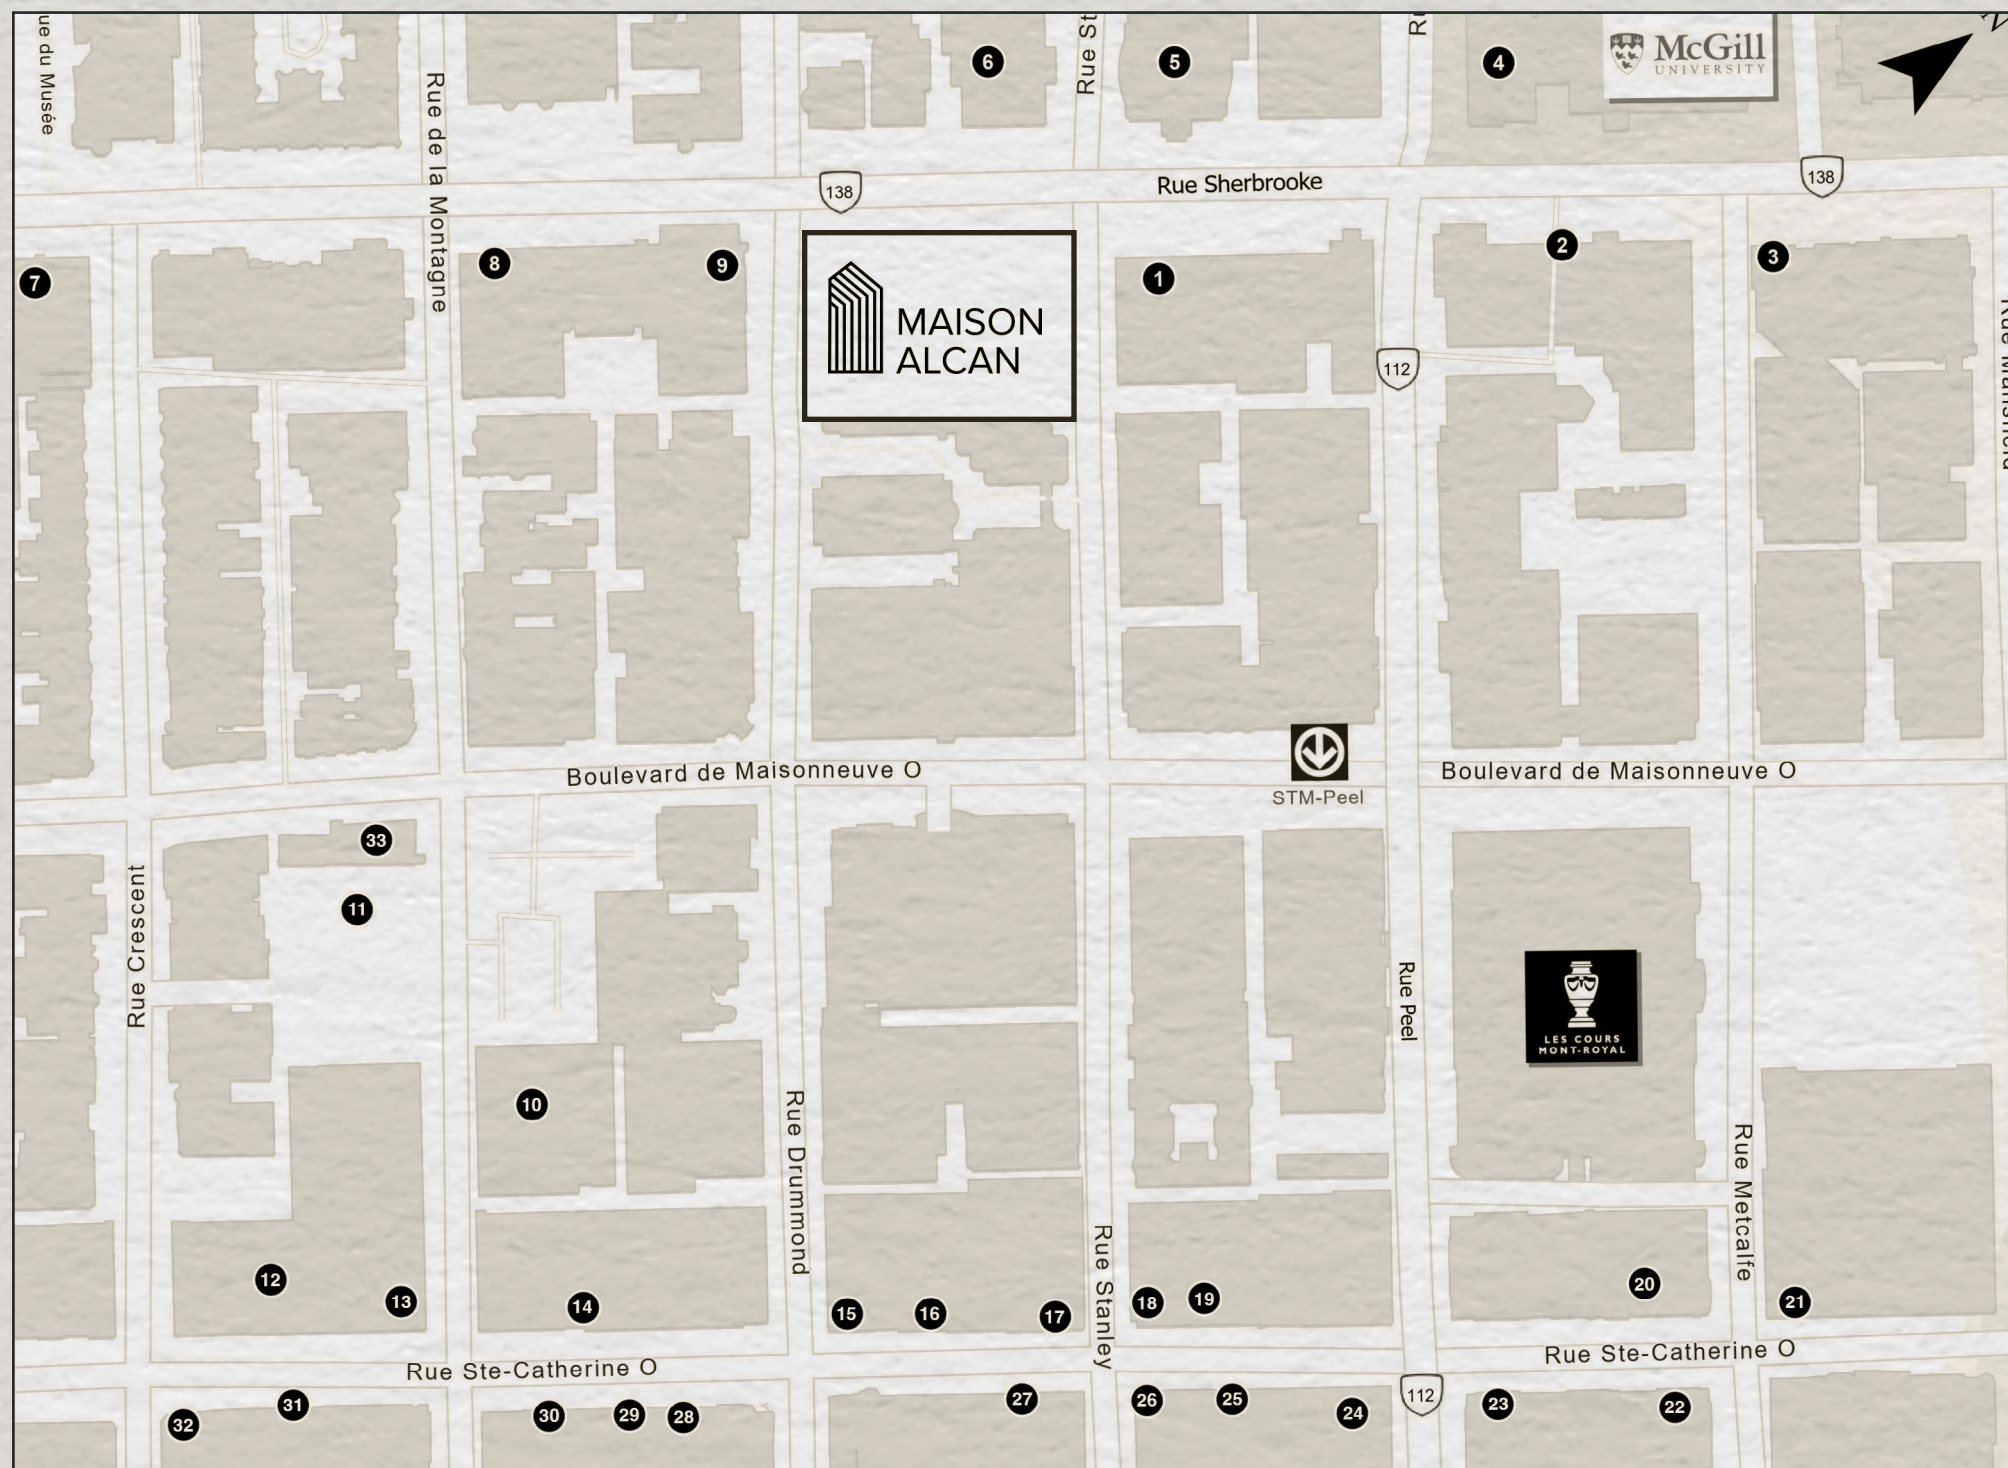 ue du Musée
Rue de la Montagne
6
Rue St
5
4
McGill
UNIVERSITY
138
Rue Sherbrooke
138
7
8
9
MAISON
ALCAN
1
2
3
112
Rue Mansfield
Boulevard de Maisonneuve O
STM-Peel
Boulevard de Maisonneuve O
33
11
Rue Crescent
10
Rue Drummond
Rue Peel
LES COURS
MONT-ROYAL
Rue Metcalfe
Rue Stanley
12
13
14
15
16
17
18
19
20
21
Rue Ste-Catherine O
Rue Ste-Catherine O
32
31
30
29
28
27
26
25
24
112
23
22